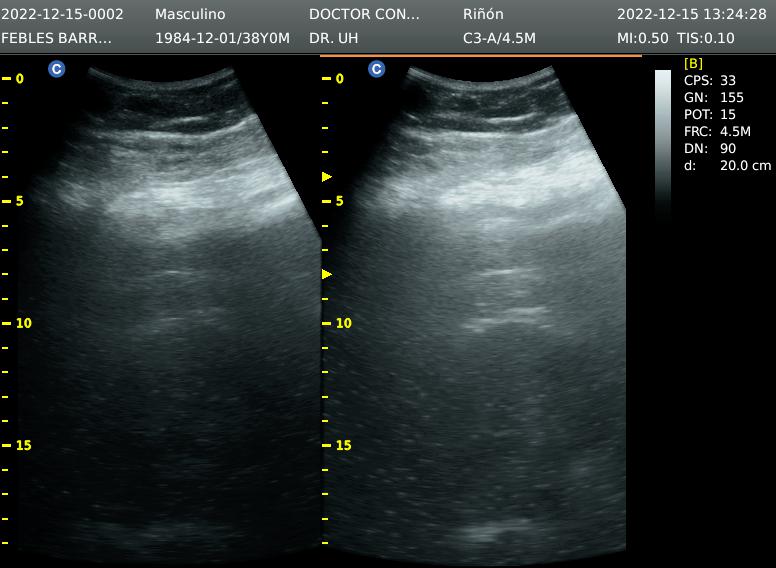 2022-12-15-0002 Masculino DOCTOR CON... Riñón 2022-12-15 13:24:28
FEBLES BARR... 1984-12-01/38Y0M DR. UH C3-A/4.5M MI:0.50 TIS:0.10
C C [B]
0 0 CPS: 33
GN: 155
POT: 15
FRC: 4.5M
DN: 90
d: 20.0 cm
5 5
10 10
15 15